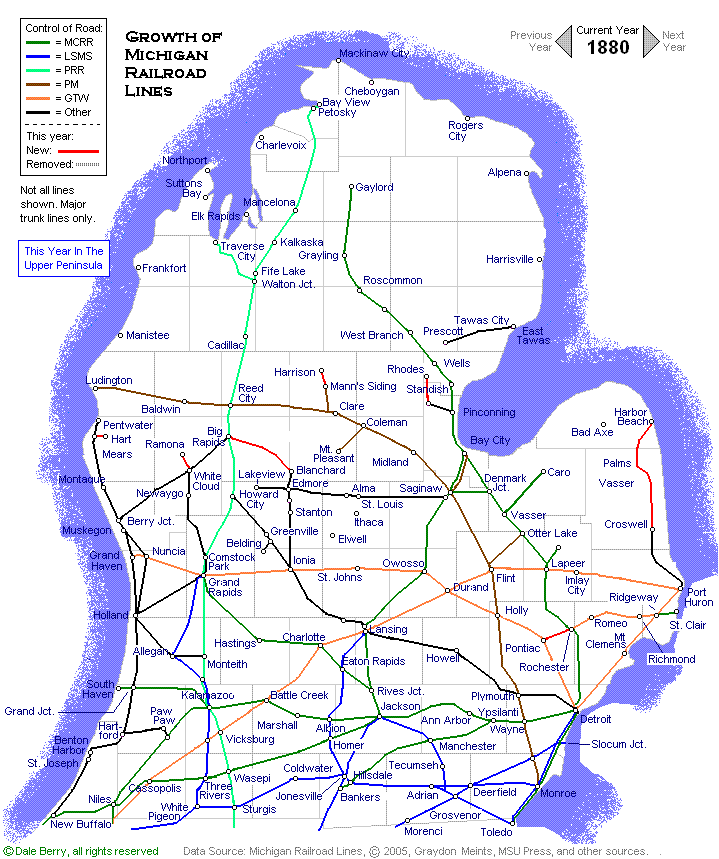 Control of Road:
= MCRR
= LSMS
= PRR
= PM
= GTW
= Other
This year:
New:
Removed:
Not all lines
shown. Major
trunk lines only.
This Year In The
Upper Peninsula
Growth of
Michigan
Railroad
Lines
Previous
Year
Current Year
1880
Next
Year
Mackinaw City
Cheboygan
Bay View
Petosky
Rogers
City
Charlevoix
Northport
Alpena
Suttons
Bay
Gaylord
Mancelona
Elk Rapids
Traverse
City
Kalkaska
Grayling
Harrisville
Frankfort
Fife Lake
Walton Jct.
Roscommon
Tawas City
Prescott
East
Tawas
Manistee
West Branch
Cadillac
Wells
Harrison
Rhodes
Ludington
Mann's Siding
Standish
Reed
City
Baldwin
Clare
Pinconning
Harbor
Beach
Pentwater
Coleman
Bad Axe
Hart
Mears
Ramona
Big
Rapids
Mt.
Pleasant
Midland
Bay City
Palms
Vasser
Montaque
White
Cloud
Lakeview
Blanchard
Edmore
Alma
Saginaw
Denmark
Jct.
Caro
Newaygo
Howard
City
St. Louis
Stanton
Ithaca
Vasser
Croswell
Muskegon
Berry Jct.
Greenville
Belding
Elwell
Otter Lake
Grand
Haven
Nuncia
Comstock
Park
Ionia
Owosso
Lapeer
Grand
Rapids
St. Johns
Durand
Flint
Imlay
City
Port
Huron
Ridgeway
Holland
Lansing
Holly
Romeo
St. Clair
Hastings
Charlotte
Mt
Clemens
Allegan
Monteith
Eaton Rapids
Howell
Pontiac
Rochester
Richmond
South
Haven
Kalamazoo
Battle Creek
Rives Jct.
Plymouth
Grand Jct.
Paw
Paw
Jackson
Ypsilanti
Ann Arbor
Detroit
Hart-
ford
Marshall
Albion
Wayne
Benton
Harbor
Vicksburg
Homer
Manchester
Slocum Jct.
St. Joseph
Wasepi
Coldwater
Tecumseh
Cassopolis
Three
Rivers
Hillsdale
Niles
Jonesville
Bankers
Adrian
Deerfield
Monroe
White
Pigeon
Sturgis
Grosvenor
New Buffalo
Morenci
Toledo
© Dale Berry, all rights reserved
Data Source: Michigan Railroad Lines, © 2005, Graydon Meints, MSU Press, and other sources.